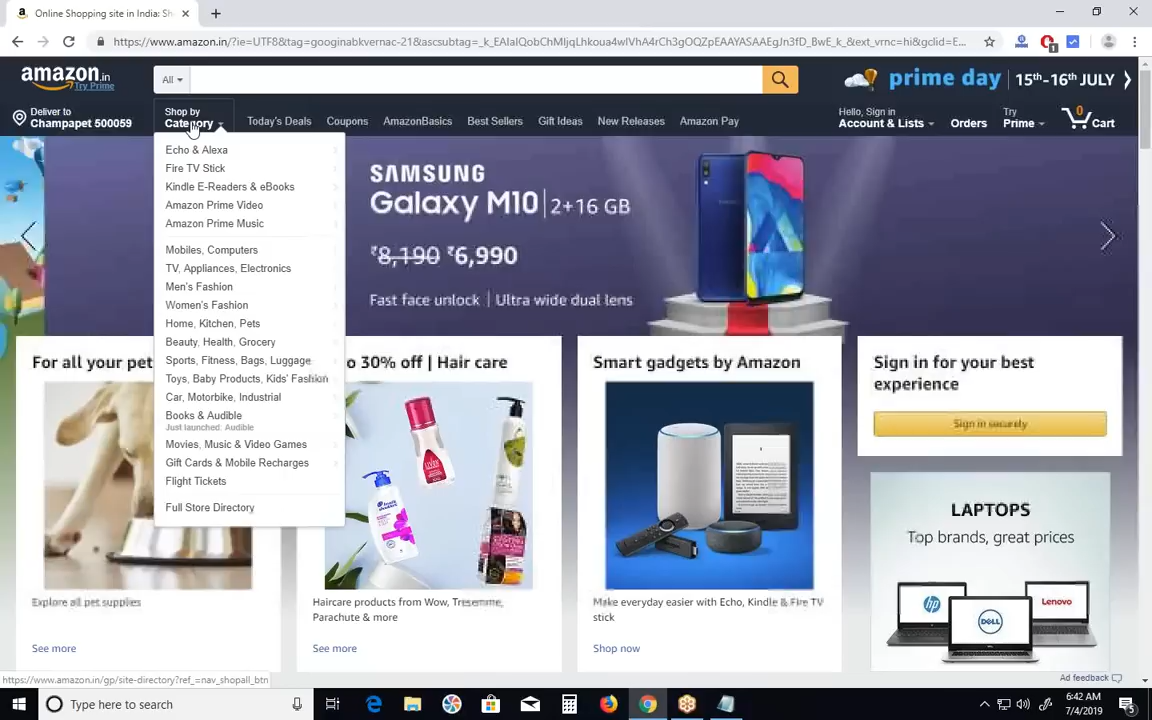 Online Shopping site in India: Sh
https://www.amazon.in/?ie=UTF8&tag=googinabkvernac-21&ascsubtag=_k_EAIaIQobChMIjqLhkoua4wIVhA4rCh3gOQZpEAAYASAAEgJn3fD_BwE_k_&ext_vrnc=hi&gclid=E...
amazon.in
Try Prime
All
prime day
15th-16th JULY
Deliver to
Champapet 500059
Shop by
Category
Today's Deals
Coupons
AmazonBasics
Best Sellers
Gift Ideas
New Releases
Amazon Pay
Hello, Sign in
Account & Lists
Orders
Try
Prime
0
Cart
Echo & Alexa
Fire TV Stick
Kindle E-Readers & eBooks
Amazon Prime Video
Amazon Prime Music
Mobiles, Computers
TV, Appliances, Electronics
Men's Fashion
Women's Fashion
Home, Kitchen, Pets
Beauty, Health, Grocery
Sports, Fitness, Bags, Luggage
Toys, Baby Products, Kids' Fashion
Car, Motorbike, Industrial
Books & Audible
Just launched: Audible
Movies, Music & Video Games
Gift Cards & Mobile Recharges
Flight Tickets
Full Store Directory
SAMSUNG
Galaxy M10 | 2+16 GB
₹8,190 ₹6,990
Fast face unlock | Ultra wide dual lens
For all your pet
Explore all pet supplies
See more
o 30% off | Hair care
Haircare products from Wow, Tresemme,
Parachute & more
See more
Smart gadgets by Amazon
Make everyday easier with Echo, Kindle & Fire TV
stick
Shop now
Sign in for your best
experience
Sign in securely
LAPTOPS
Top brands, great prices
hp
DELL
Lenovo
Ad feedback
https://www.amazon.in/gp/site-directory?ref_=nav_shopall_btn
Type here to search
6:42 AM
7/4/2019
5